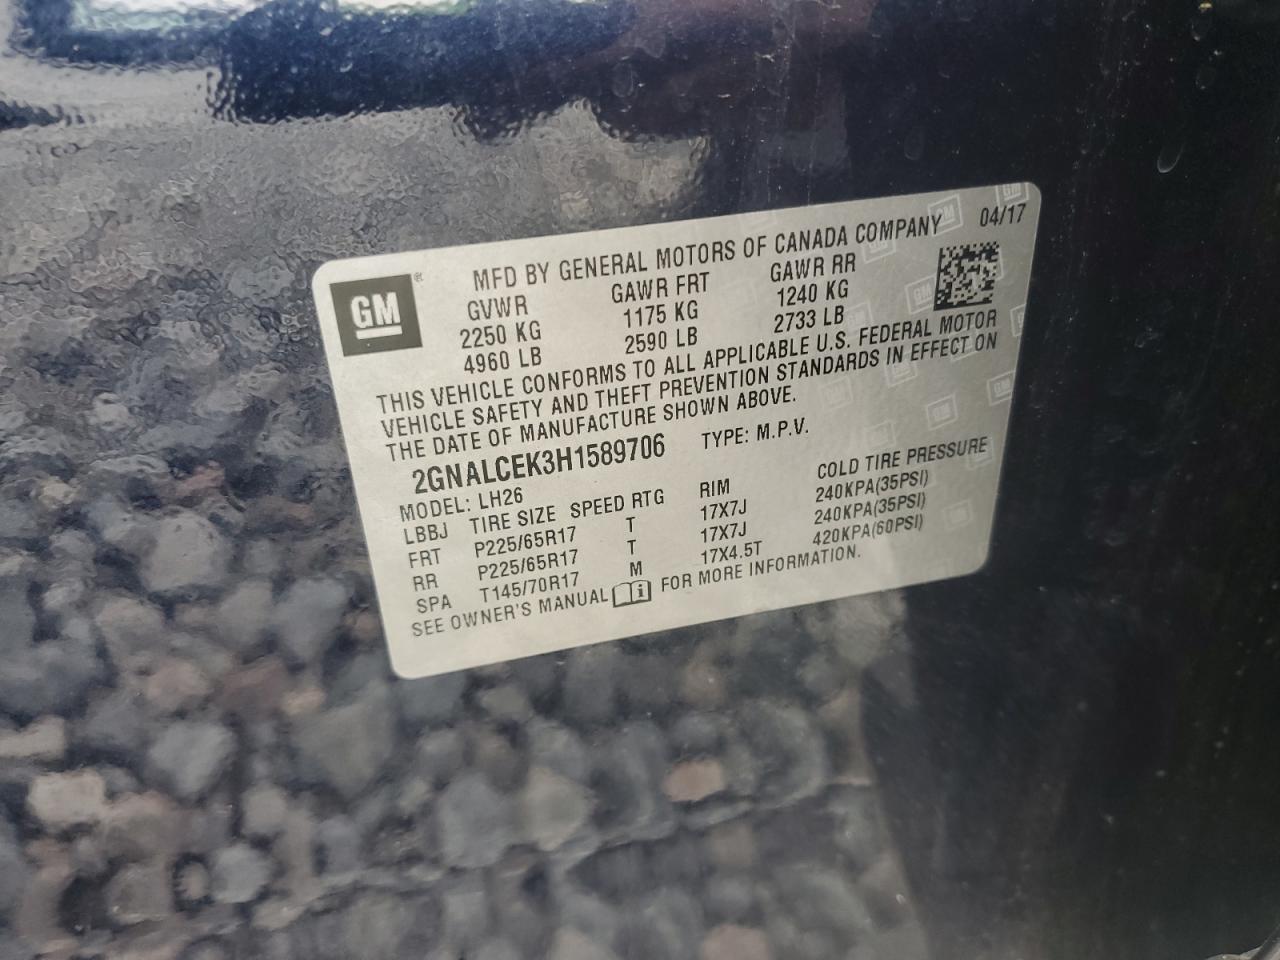 GM
MFD BY GENERAL MOTORS OF CANADA COMPANY 04/17
GVWR GAWR FRT GAWR RR
2250 KG 1175 KG 1240 KG
4960 LB 2590 LB 2733 LB
THIS VEHICLE CONFORMS TO ALL APPLICABLE U.S. FEDERAL MOTOR
VEHICLE SAFETY AND THEFT PREVENTION STANDARDS IN EFFECT ON
THE DATE OF MANUFACTURE SHOWN ABOVE.
2GNALCEK3H1589706 TYPE: M.P.V.
MODEL: LH26
LBBJ TIRE SIZE SPEED RTG RIM COLD TIRE PRESSURE
FRT P225/65R17 T 17X7J 240KPA(35PSI)
RR P225/65R17 T 17X7J 240KPA(35PSI)
SPA T145/70R17 M 17X4.5T 420KPA(60PSI)
SEE OWNER'S MANUAL FOR MORE INFORMATION.